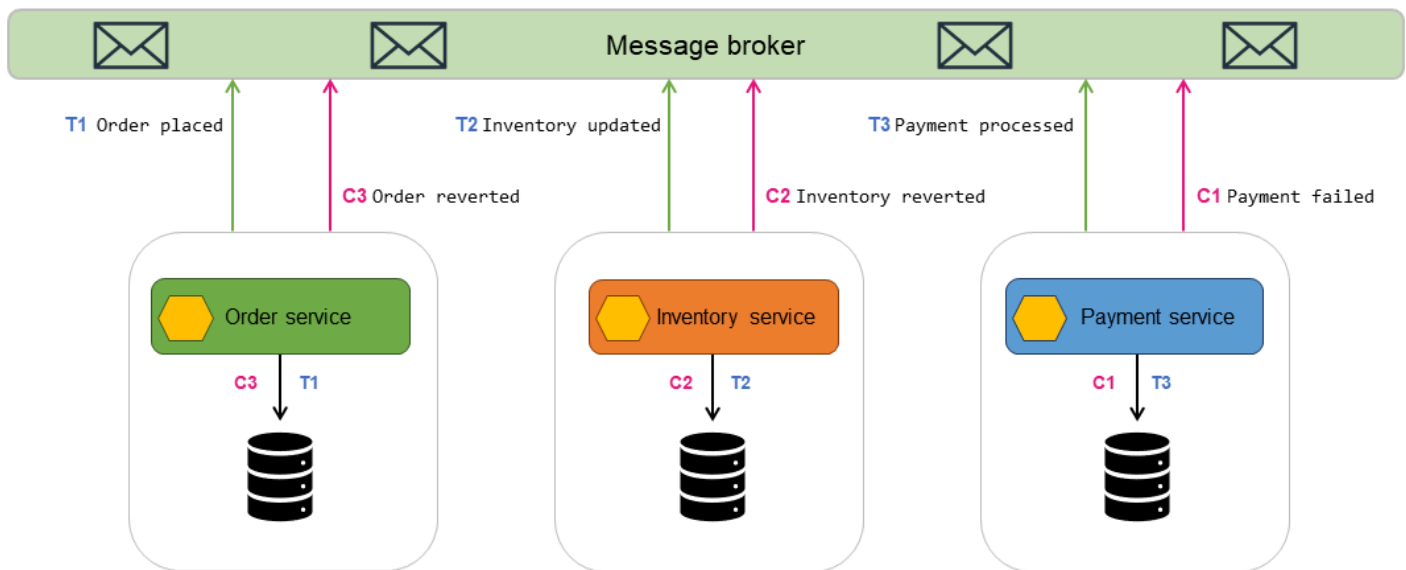 Message broker
T1 Order placed
T2 Inventory updated
T3 Payment processed
C3 Order reverted
C2 Inventory reverted
C1 Payment failed
Order service
Inventory service
Payment service
C3 T1
C2 T2
C1 T3